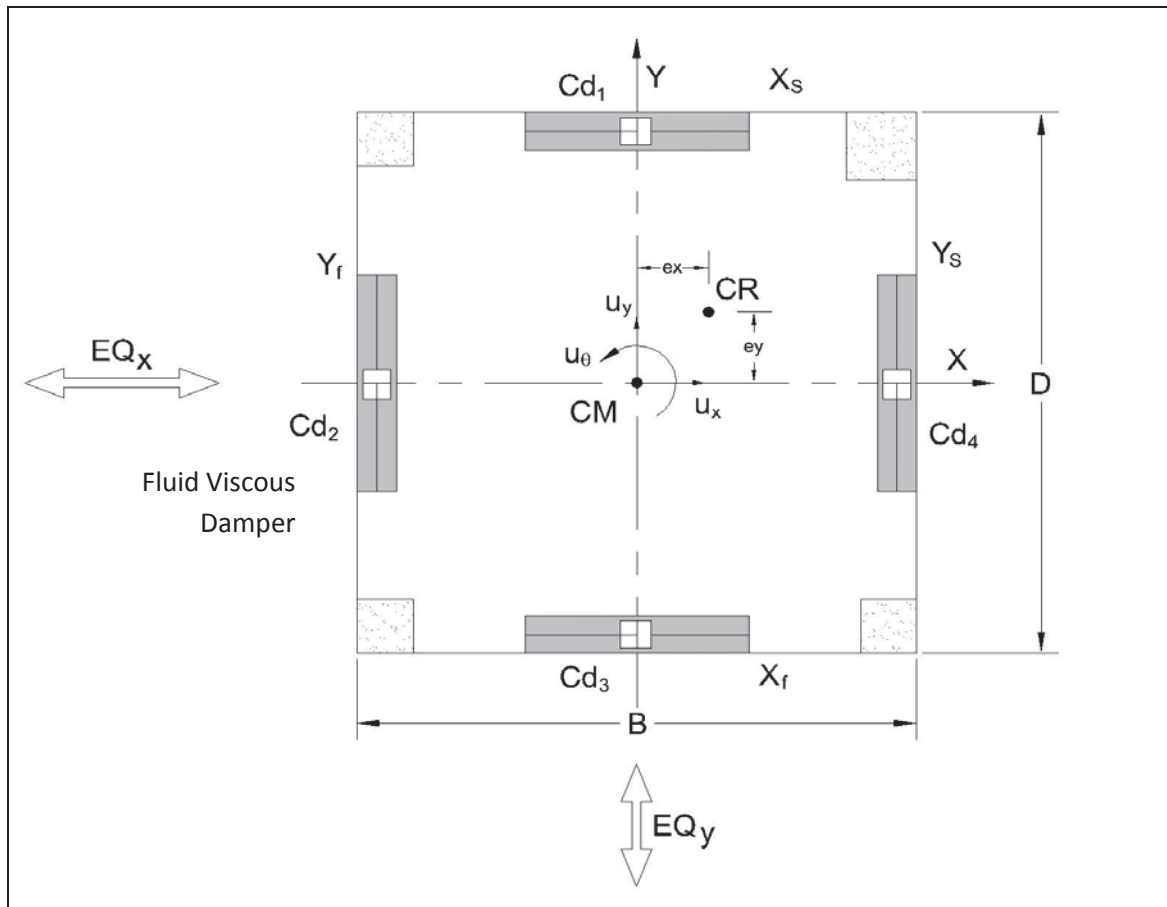 Cd1
Y
XS
Yf
YS
ex
CR
uy
ey
EQx
uθ
X
D
CM
ux
Cd2
Cd4
Fluid Viscous
Damper
Cd3
Xf
B
EQy